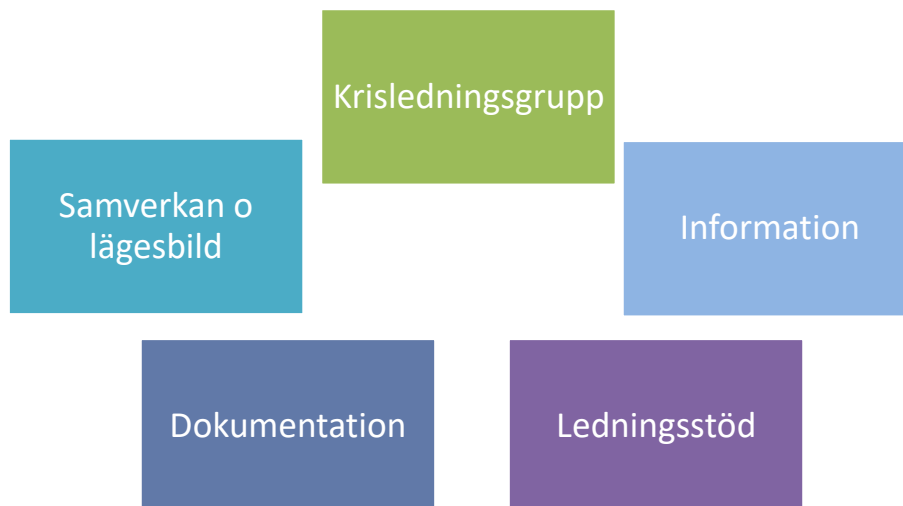 Krisledningsgrupp
Samverkan o
lägesbild
Information
Dokumentation
Ledningsstöd